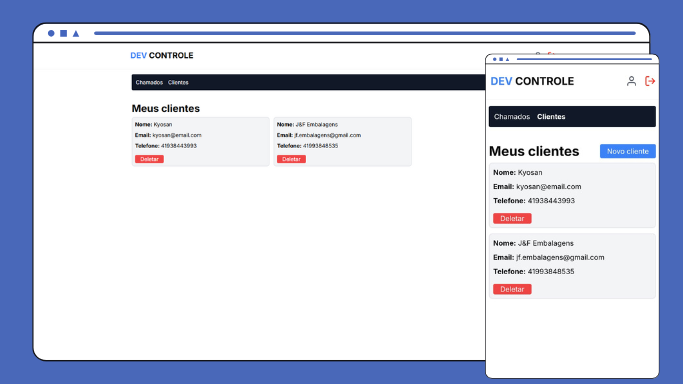 DEV CONTROLE
Chamados Clientes
Meus clientes
Nome: Kyosan
Email: kyosan@email.com
Telefone: 41938443993
Deletar
Nome: J&F Embalagens
Email: jf.embalagens@gmail.com
Telefone: 41993848535
Deletar
DEV CONTROLE
Chamados Clientes
Meus clientes
Novo cliente
Nome: Kyosan
Email: kyosan@email.com
Telefone: 41938443993
Deletar
Nome: J&F Embalagens
Email: jf.embalagens@gmail.com
Telefone: 41993848535
Deletar